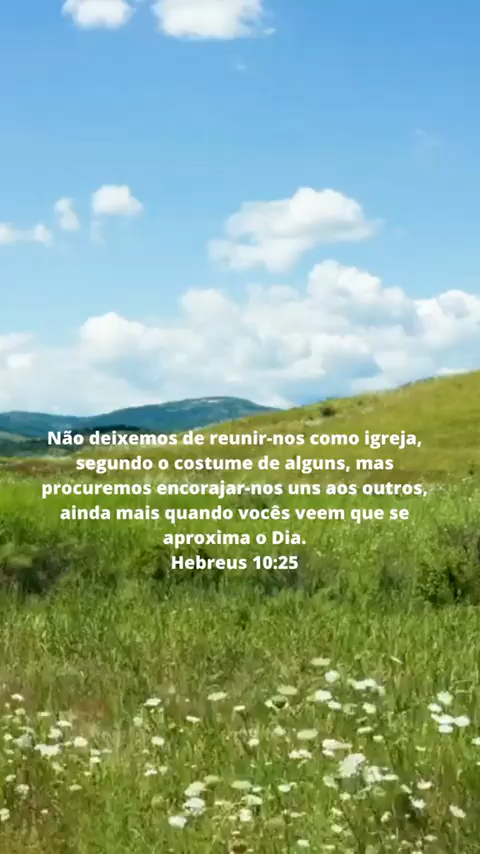 Não deixemos de reunir-nos como igreja,
segundo o costume de alguns, mas
procuremos encorajar-nos uns aos outros,
ainda mais quando vocês veem que se
aproxima o Dia.
Hebreus 10:25